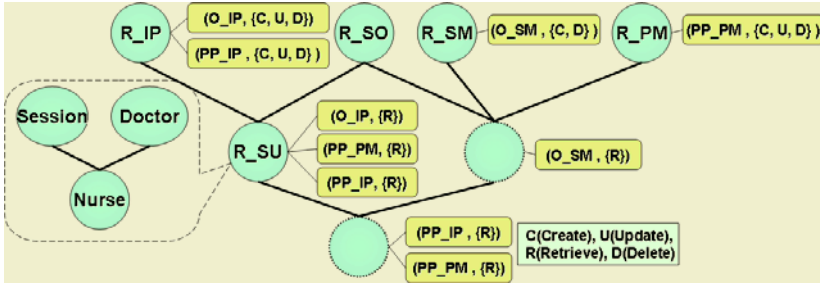 R_IP
(O_IP, {C, U, D})
(PP_IP, {C, U, D} )
R_SO
R_SM
(O_SM , {C, D} )
R_PM
(PP_PM, {C, U, D} )
Session
Doctor
Nurse
R_SU
(O_IP, {R})
(PP_PM, {R})
(PP_IP, {R})
(O_SM , {R})
(PP_IP , {R})
(PP_PM , {R})
C(Create), U(Update),
R(Retrieve), D(Delete)